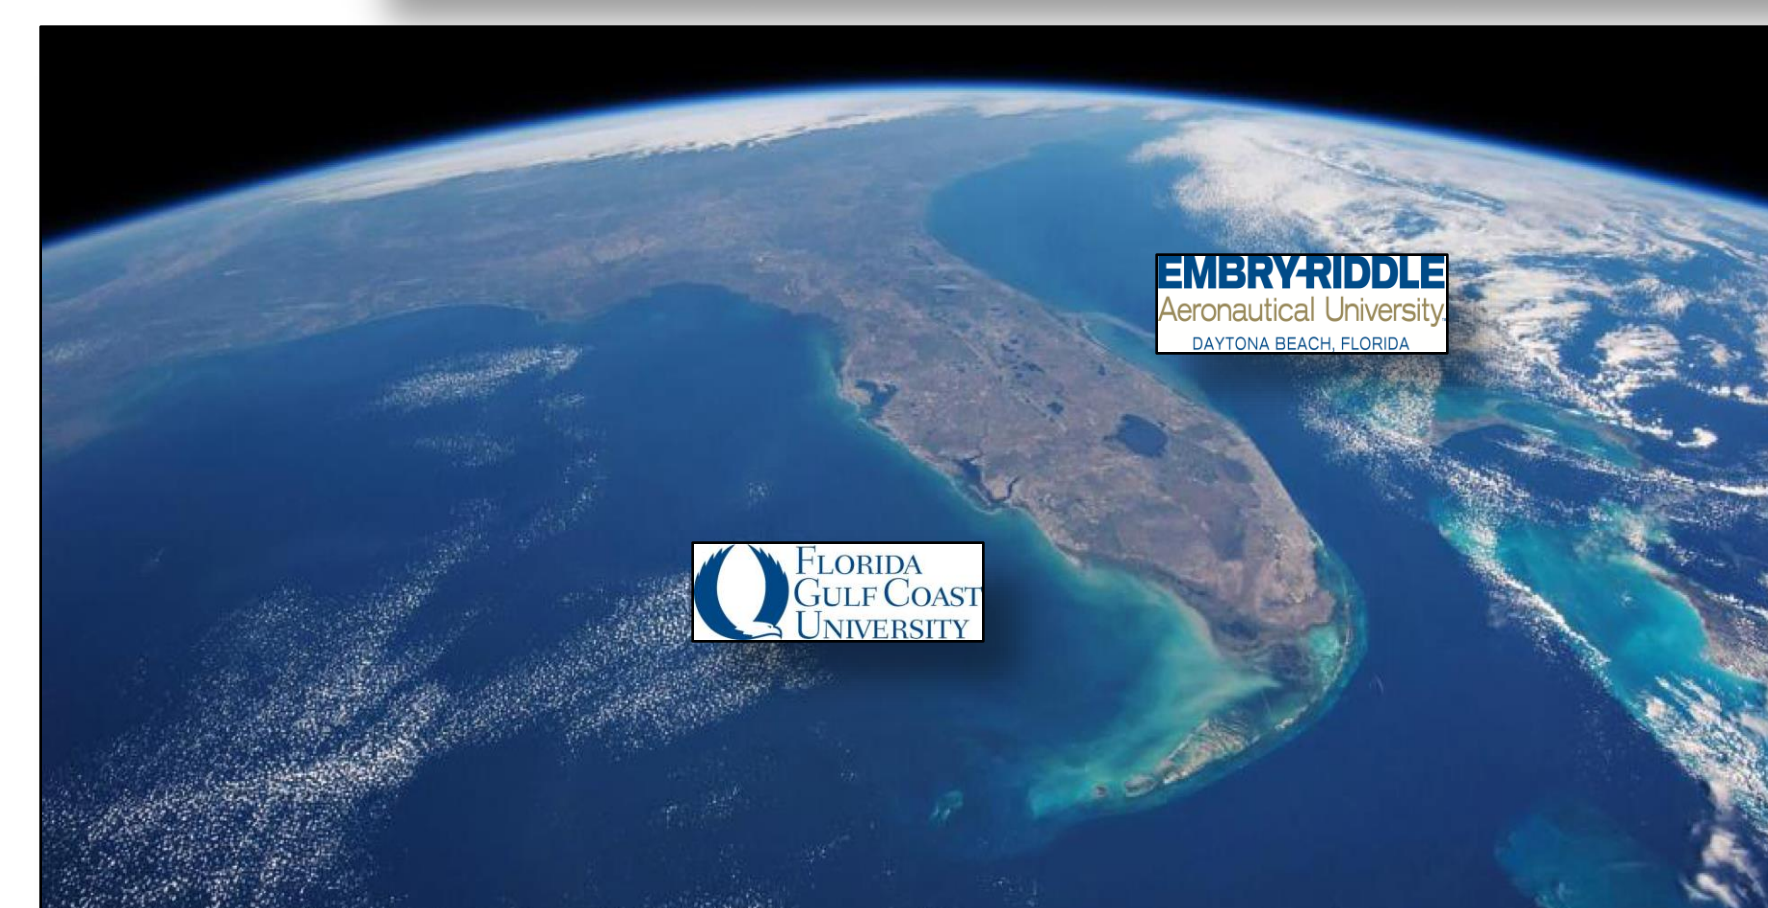 EMBRY-RIDDLE
Aeronautical University
DAYTONA BEACH, FLORIDA
FLORIDA
GULF COAST
UNIVERSITY